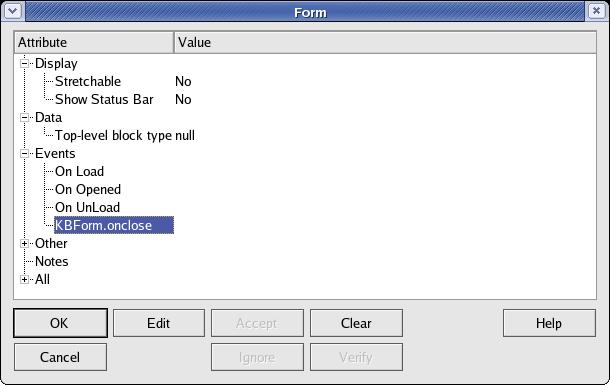 Form
Attribute Value
Display
Stretchable No
Show Status Bar No
Data
Top-level block type null
Events
On Load
On Opened
On UnLoad
KBForm.onclose
Other
Notes
All
OK Edit Accept Clear Help
Cancel Ignore Verify